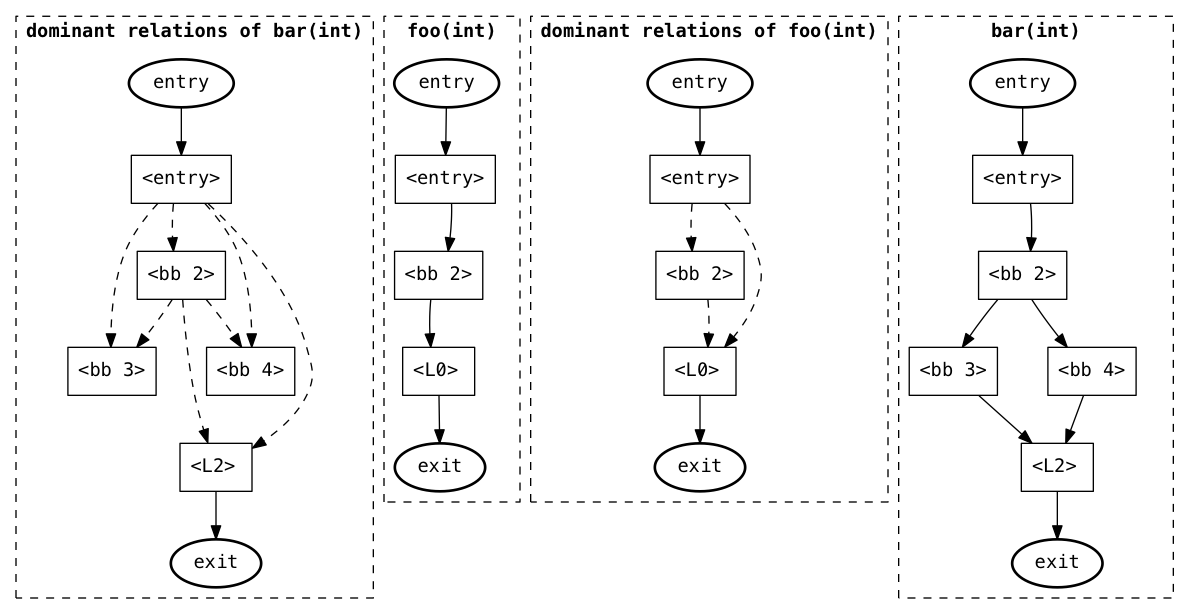 dominant relations of bar(int)
entry
<entry>
<bb 2>
<bb 3>
<bb 4>
<L2>
exit
foo(int)
entry
<entry>
<bb 2>
<L0>
exit
dominant relations of foo(int)
entry
<entry>
<bb 2>
<L0>
exit
bar(int)
entry
<entry>
<bb 2>
<bb 3>
<bb 4>
<L2>
exit